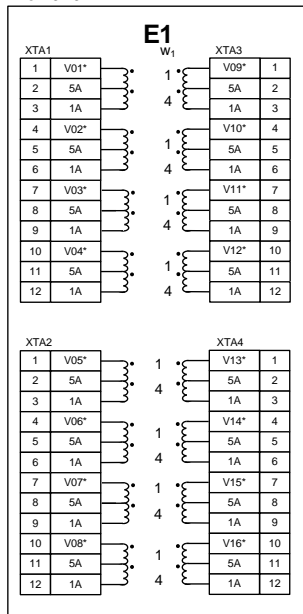 E1
XTA1 W1 XTA3
1 V01* 1 V09* 1
2 5A 5A 2
3 1A 4 1A 3
4 V02* 1 V10* 4
5 5A 5A 5
6 1A 4 1A 6
7 V03* 1 V11* 7
8 5A 5A 8
9 1A 4 1A 9
10 V04* 1 V12* 10
11 5A 5A 11
12 1A 4 1A 12
XTA2 XTA4
1 V05* 1 V13* 1
2 5A 5A 2
3 1A 4 1A 3
4 V06* 1 V14* 4
5 5A 5A 5
6 1A 4 1A 6
7 V07* 1 V15* 7
8 5A 5A 8
9 1A 4 1A 9
10 V08* 1 V16* 10
11 5A 5A 11
12 1A 4 1A 12